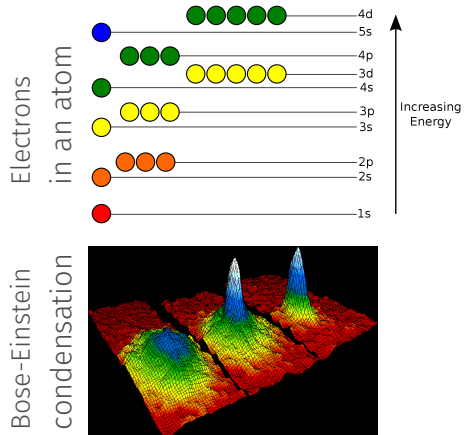 Electrons
in an atom
4d
5s
4p
3d
4s
3p
3s
2p
2s
1s
Increasing
Energy
Bose-Einstein
condensation